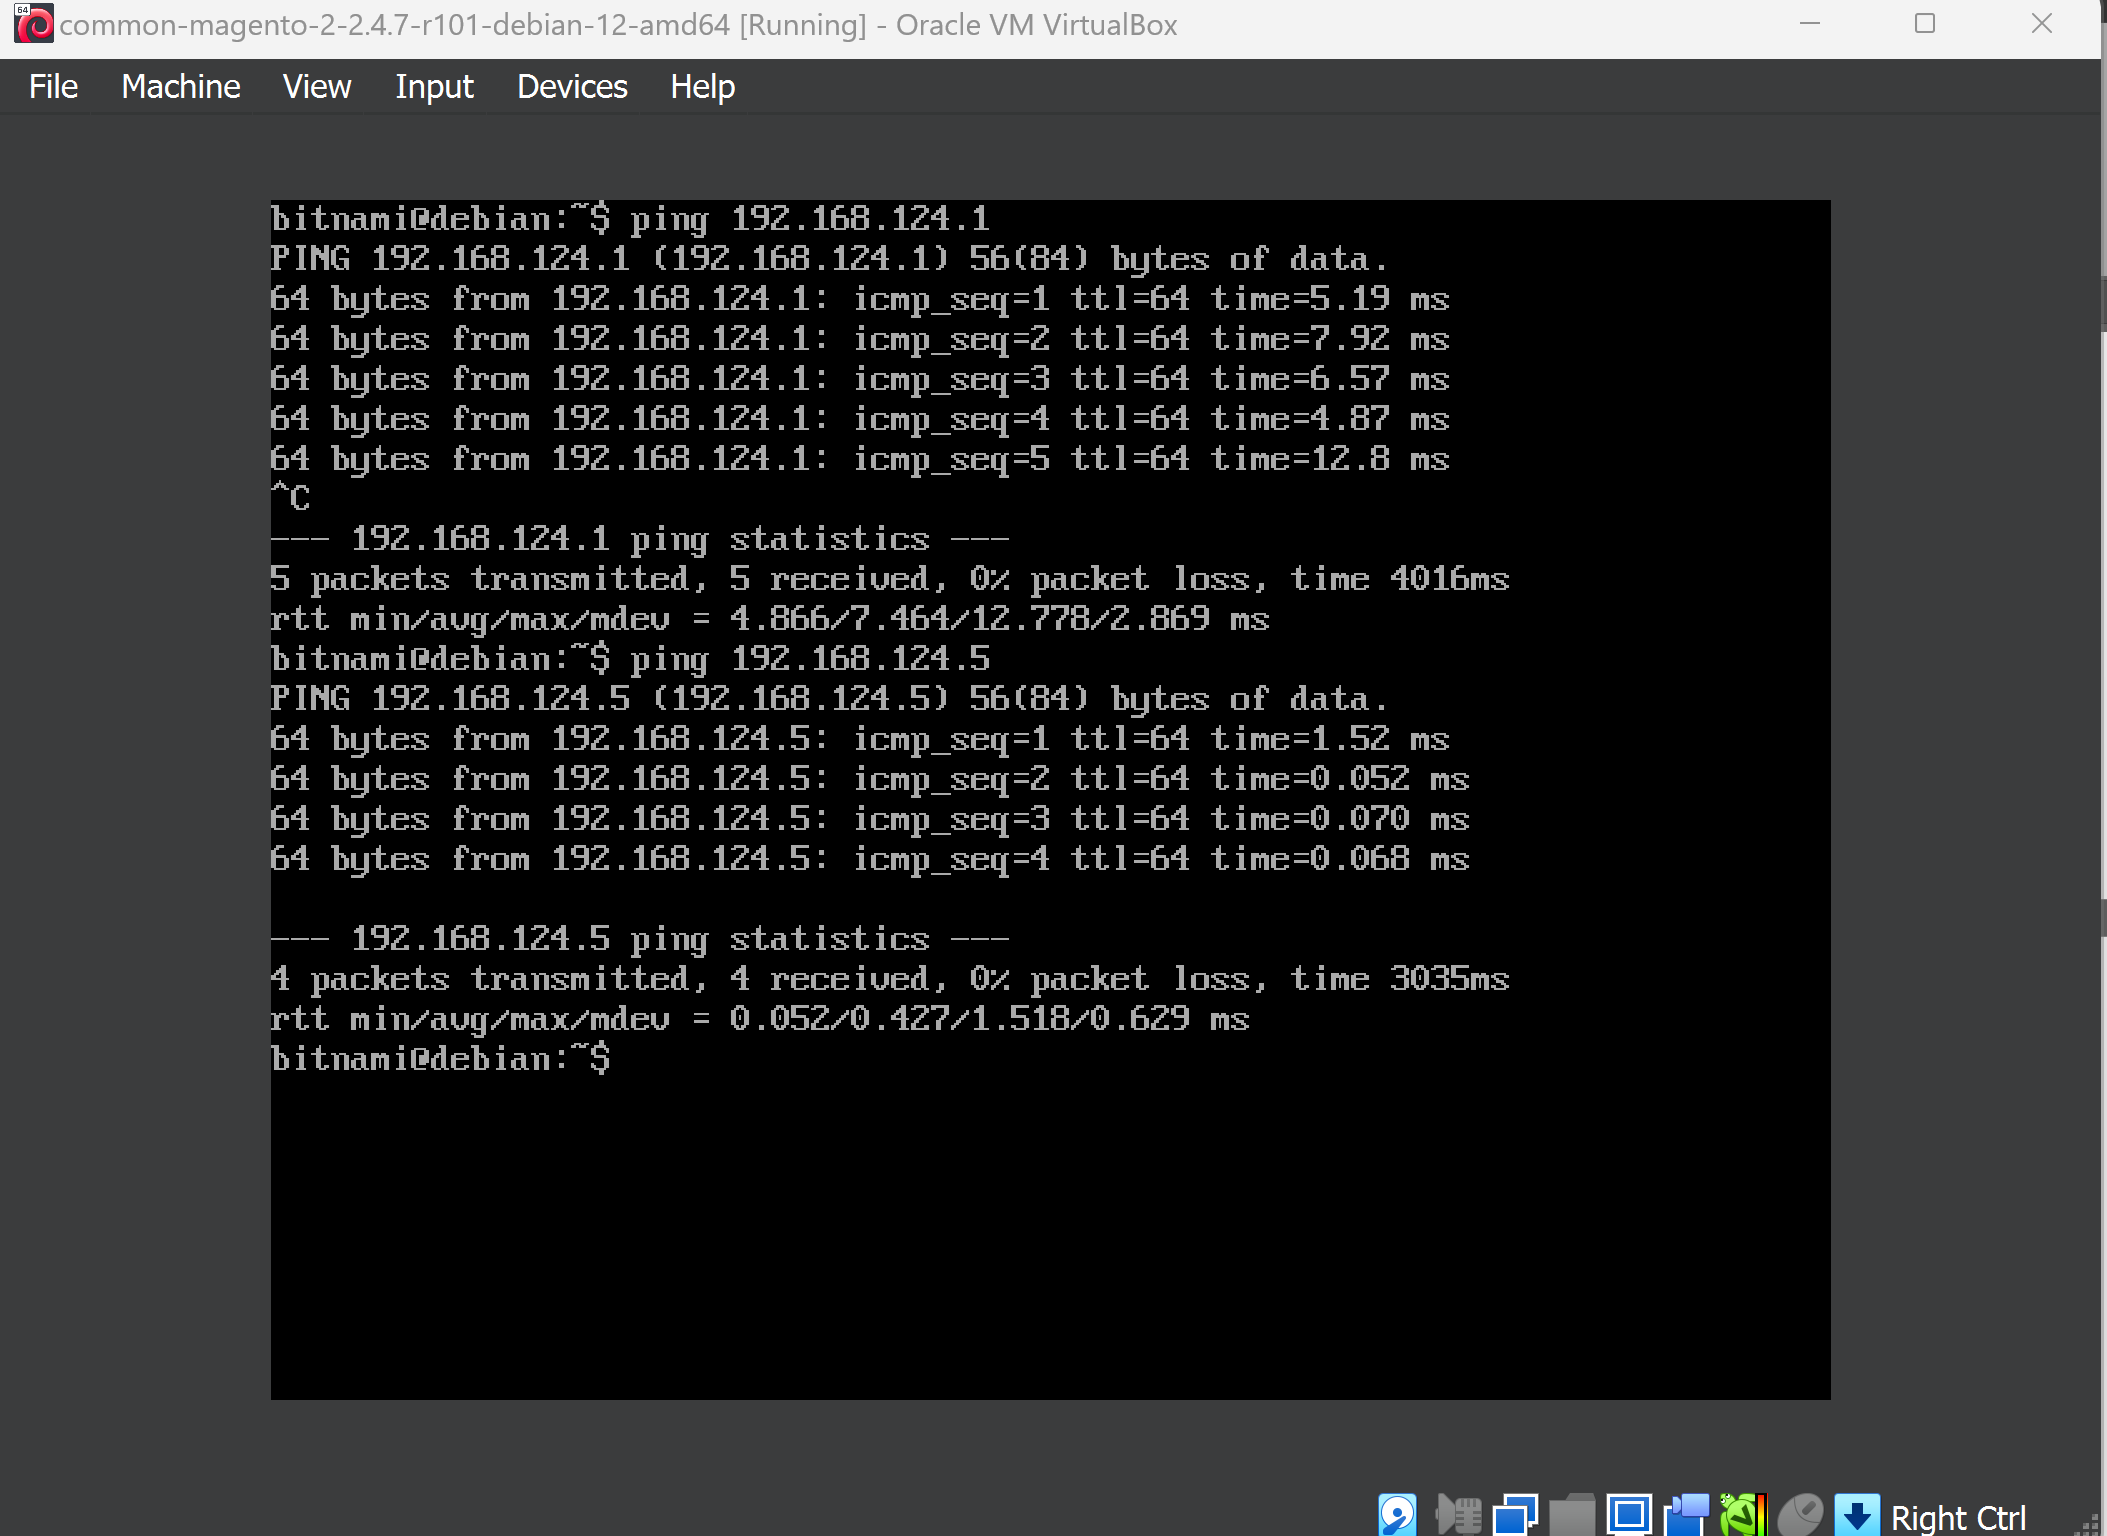 64
common-magento-2-2.4.7-r101-debian-12-amd64 [Running] - Oracle VM VirtualBox
File Machine View Input Devices Help
bitnami@debian:~$ ping 192.168.124.1
PING 192.168.124.1 (192.168.124.1) 56(84) bytes of data.
64 bytes from 192.168.124.1: icmp_seq=1 ttl=64 time=5.19 ms
64 bytes from 192.168.124.1: icmp_seq=2 ttl=64 time=7.92 ms
64 bytes from 192.168.124.1: icmp_seq=3 ttl=64 time=6.57 ms
64 bytes from 192.168.124.1: icmp_seq=4 ttl=64 time=4.87 ms
64 bytes from 192.168.124.1: icmp_seq=5 ttl=64 time=12.8 ms
^C
--- 192.168.124.1 ping statistics ---
5 packets transmitted, 5 received, 0% packet loss, time 4016ms
rtt min/avg/max/mdev = 4.866/7.464/12.778/2.869 ms
bitnami@debian:~$ ping 192.168.124.5
PING 192.168.124.5 (192.168.124.5) 56(84) bytes of data.
64 bytes from 192.168.124.5: icmp_seq=1 ttl=64 time=1.52 ms
64 bytes from 192.168.124.5: icmp_seq=2 ttl=64 time=0.052 ms
64 bytes from 192.168.124.5: icmp_seq=3 ttl=64 time=0.070 ms
64 bytes from 192.168.124.5: icmp_seq=4 ttl=64 time=0.068 ms
--- 192.168.124.5 ping statistics ---
4 packets transmitted, 4 received, 0% packet loss, time 3035ms
rtt min/avg/max/mdev = 0.052/0.427/1.518/0.629 ms
bitnami@debian:~$
Right Ctrl